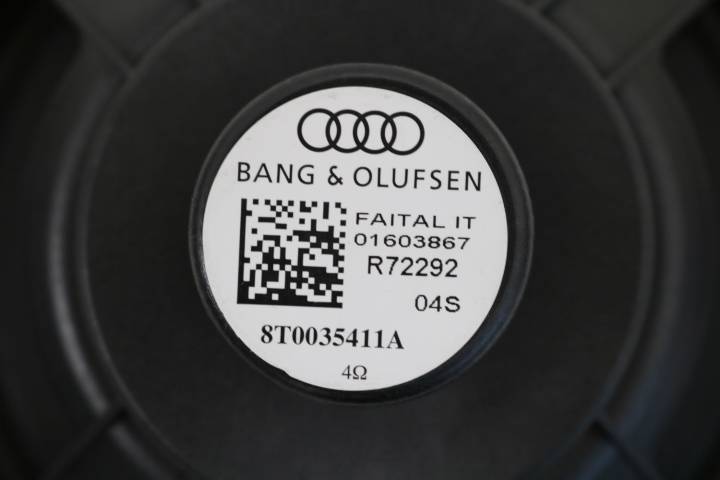 BANG & OLUFSEN
FAITAL IT
01603867
R72292
04S
8T0035411A
4Ω